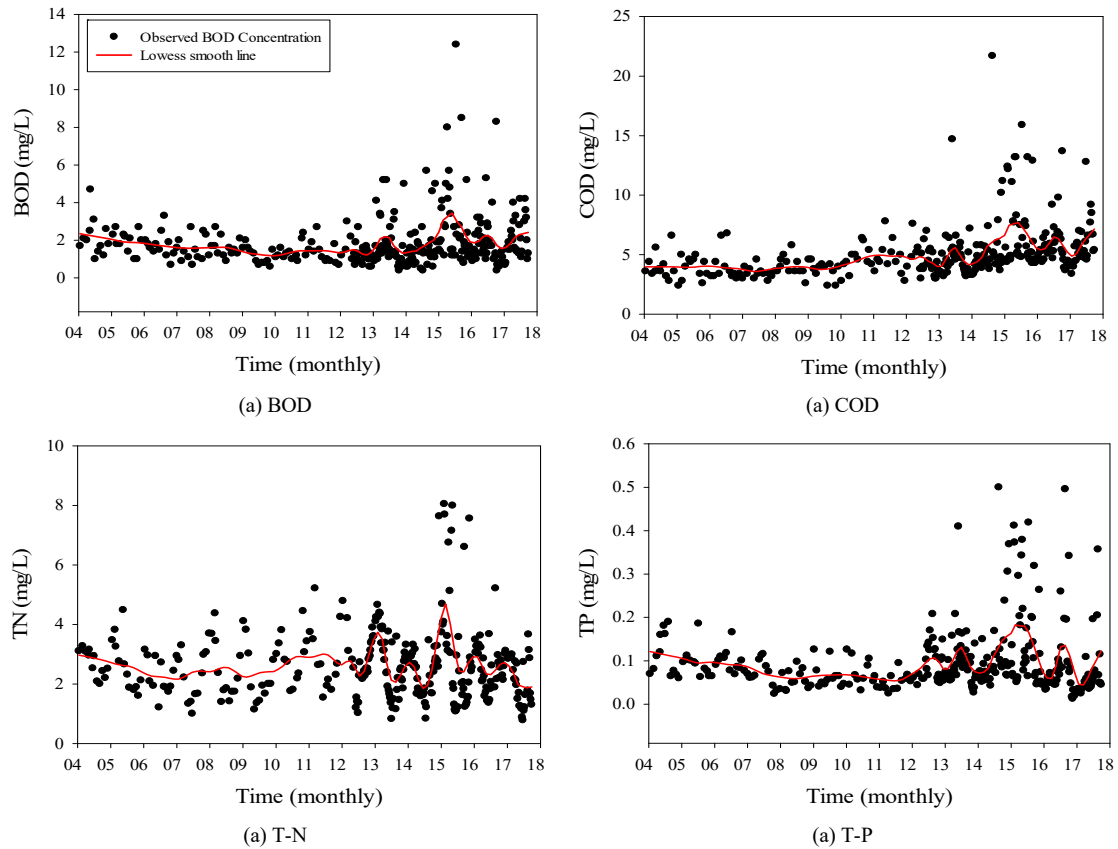 14
12
10
8
6
4
2
0
BOD (mg/L)
Observed BOD Concentration
Lowess smooth line
04 05 06 07 08 09 10 11 12 13 14 15 16 17 18
Time (monthly)
(a) BOD
25
20
15
10
5
0
COD (mg/L)
04 05 06 07 08 09 10 11 12 13 14 15 16 17 18
Time (monthly)
(a) COD
10
8
6
4
2
0
TN (mg/L)
04 05 06 07 08 09 10 11 12 13 14 15 16 17 18
Time (monthly)
(a) T-N
0.6
0.5
0.4
0.3
0.2
0.1
0.0
TP (mg/L)
04 05 06 07 08 09 10 11 12 13 14 15 16 17 18
Time (monthly)
(a) T-P